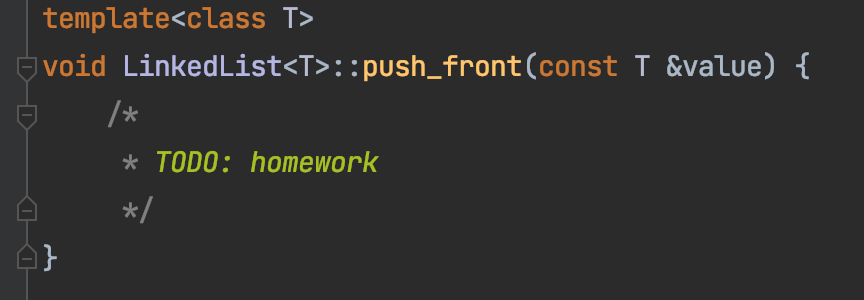 template<class T>
void LinkedList<T>::push_front(const T &value) {
    /*
     * TODO: homework
     */
}